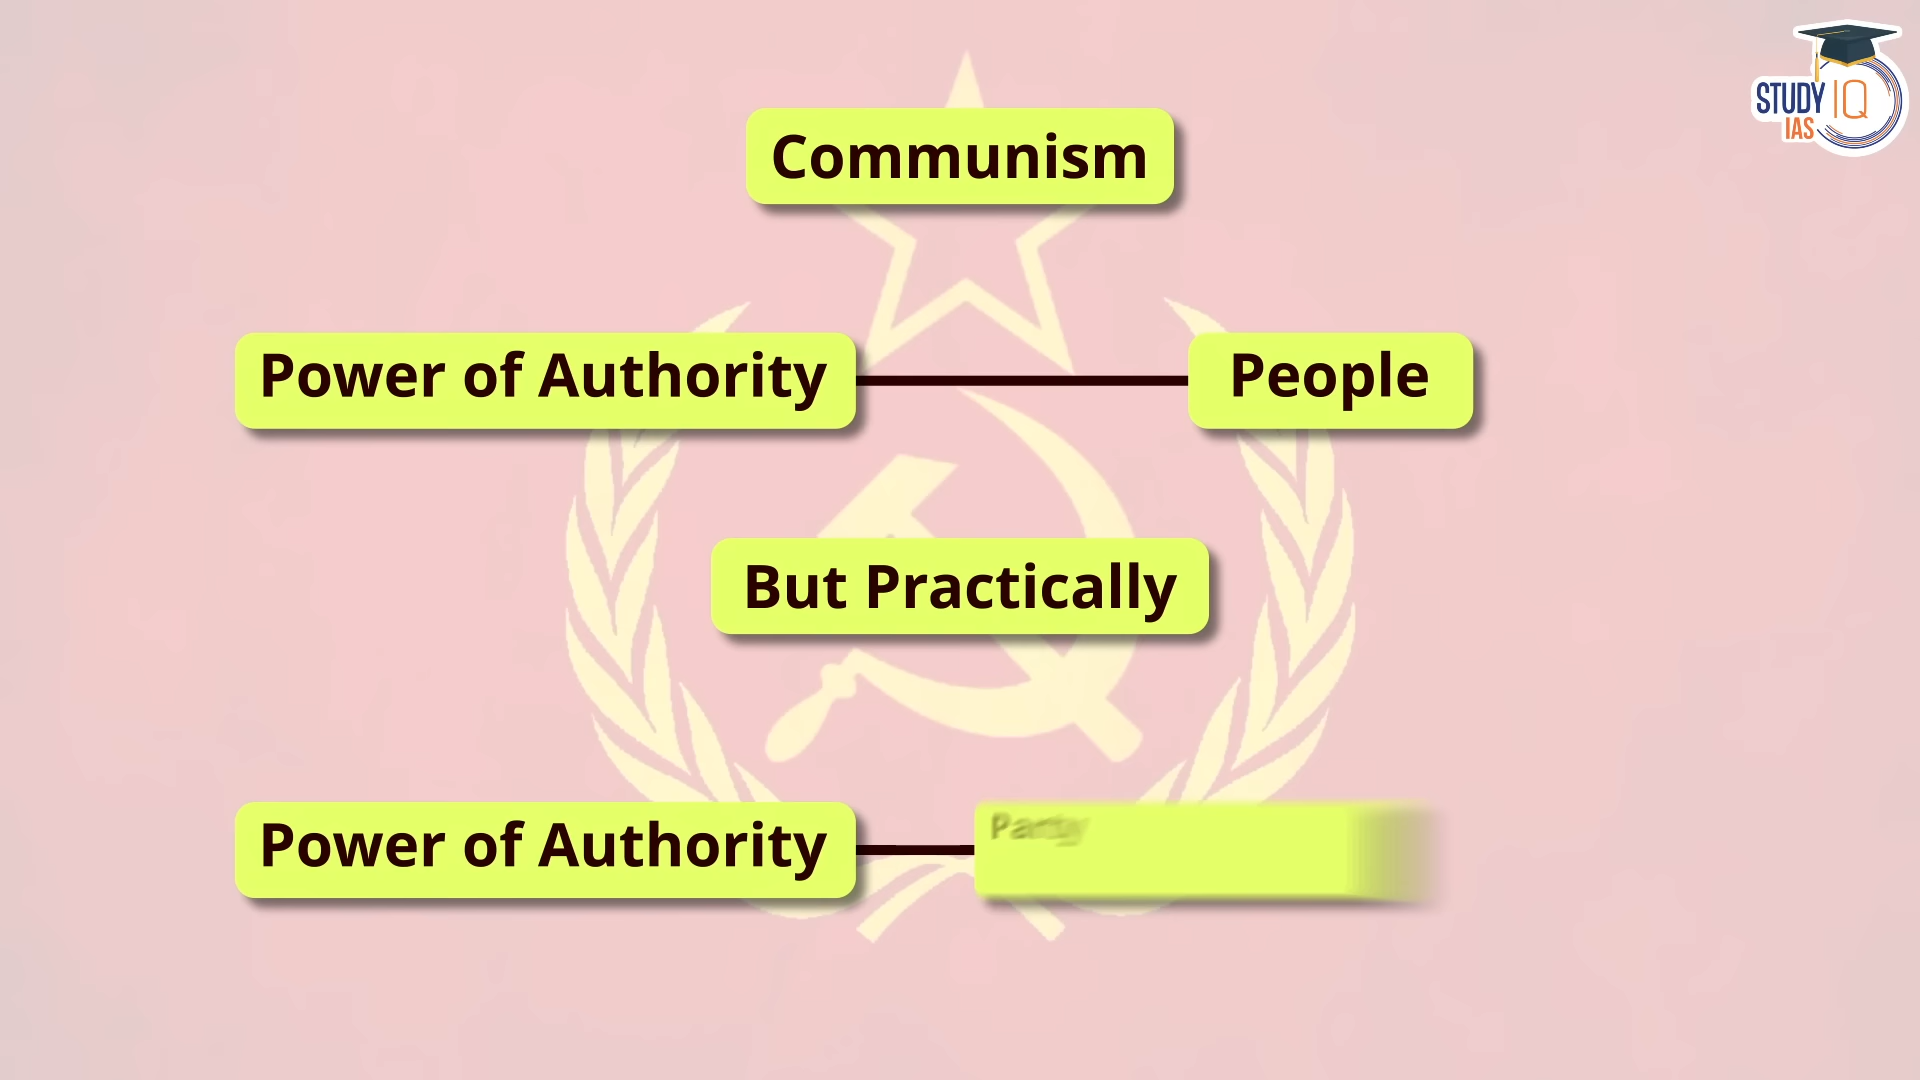 Communism
STUDY IQ
IAS
Power of Authority
People
But Practically
Power of Authority